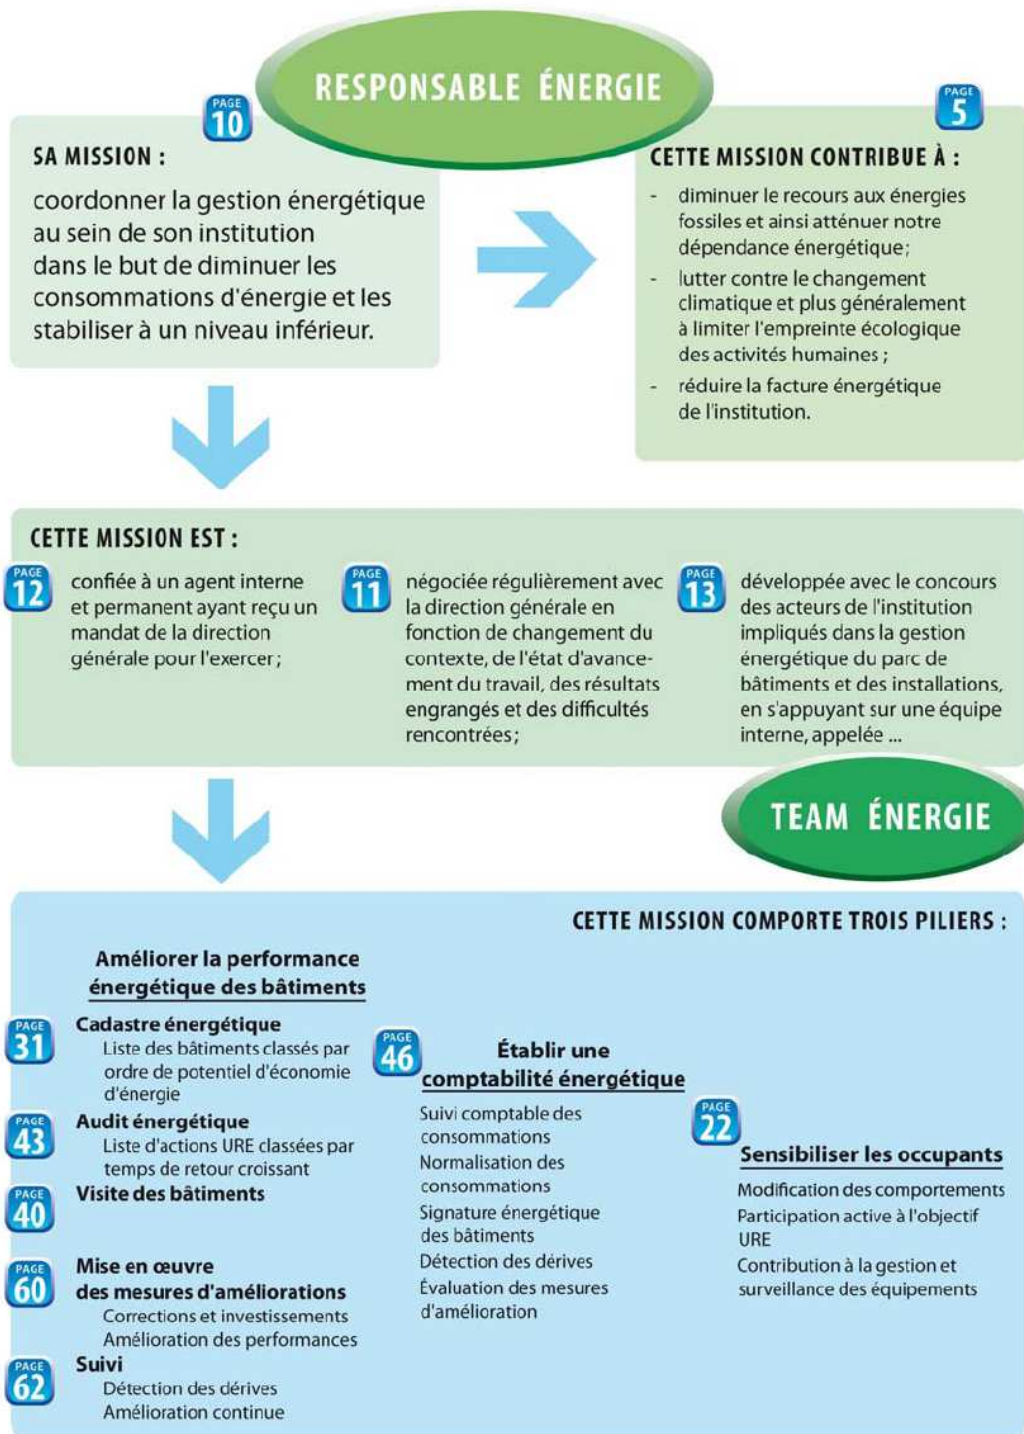 RESPONSABLE ÉNERGIE
PAGE
10
SA MISSION :
coordonner la gestion énergétique
au sein de son institution
dans le but de diminuer les
consommations d'énergie et les
stabiliser à un niveau inférieur.
PAGE
5
CETTE MISSION CONTRIBUE À :
- diminuer le recours aux énergies
fossiles et ainsi atténuer notre
dépendance énergétique;
- lutter contre le changement
climatique et plus généralement
à limiter l'empreinte écologique
des activités humaines ;
- réduire la facture énergétique
de l'institution.
CETTE MISSION EST :
PAGE
12
confiée à un agent interne
et permanent ayant reçu un
mandat de la direction
générale pour l'exercer;
PAGE
11
négociée régulièrement avec
la direction générale en
fonction de changement du
contexte, de l'état d'avance-
ment du travail, des résultats
engrangés et des difficultés
rencontrées;
PAGE
13
développée avec le concours
des acteurs de l'institution
impliqués dans la gestion
énergétique du parc de
bâtiments et des installations,
en s'appuyant sur une équipe
interne, appelée ...
TEAM ÉNERGIE
CETTE MISSION COMPORTE TROIS PILIERS :
Améliorer la performance
énergétique des bâtiments
PAGE
31
Cadastre énergétique
Liste des bâtiments classés par
ordre de potentiel d'économie
d'énergie
PAGE
43
Audit énergétique
Liste d'actions URE classées par
temps de retour croissant
PAGE
40
Visite des bâtiments
PAGE
60
Mise en œuvre
des mesures d'améliorations
Corrections et investissements
Amélioration des performances
PAGE
62
Suivi
Détection des dérives
Amélioration continue
PAGE
46
Établir une
comptabilité énergétique
Suivi comptable des
consommations
Normalisation des
consommations
Signature énergétique
des bâtiments
Détection des dérives
Évaluation des mesures
d'amélioration
PAGE
22
Sensibiliser les occupants
Modification des comportements
Participation active à l'objectif
URE
Contribution à la gestion et
surveillance des équipements